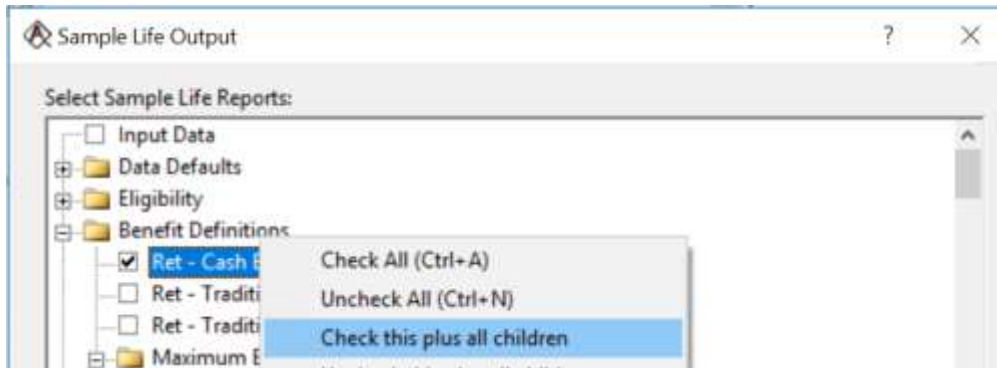 Sample Life Output ?
Select Sample Life Reports:
Input Data
Data Defaults
Eligibility
Benefit Definitions
Ret - Cash
Check All (Ctrl+A)
Ret - Traditi
Uncheck All (Ctrl+N)
Ret - Traditi
Check this plus all children
Maximum